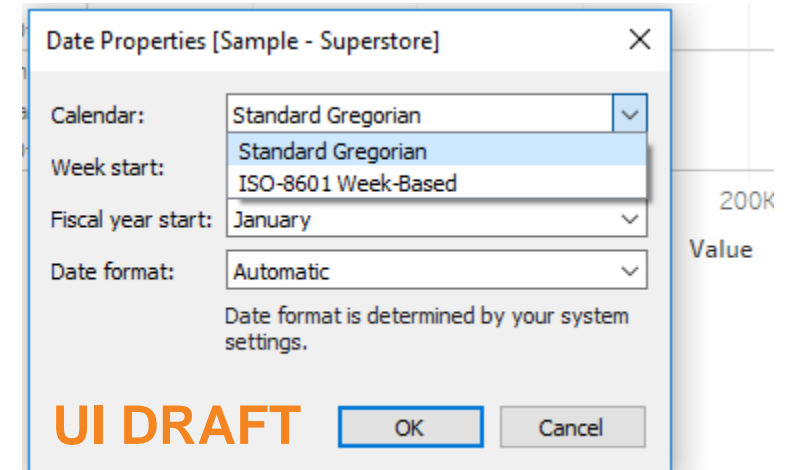 Date Properties [Sample - Superstore]
Calendar: Standard Gregorian
Standard Gregorian
Week start:
ISO-8601 Week-Based
Fiscal year start: January
Date format: Automatic
Date format is determined by your system
settings.
UI DRAFT OK Cancel
200K
Value